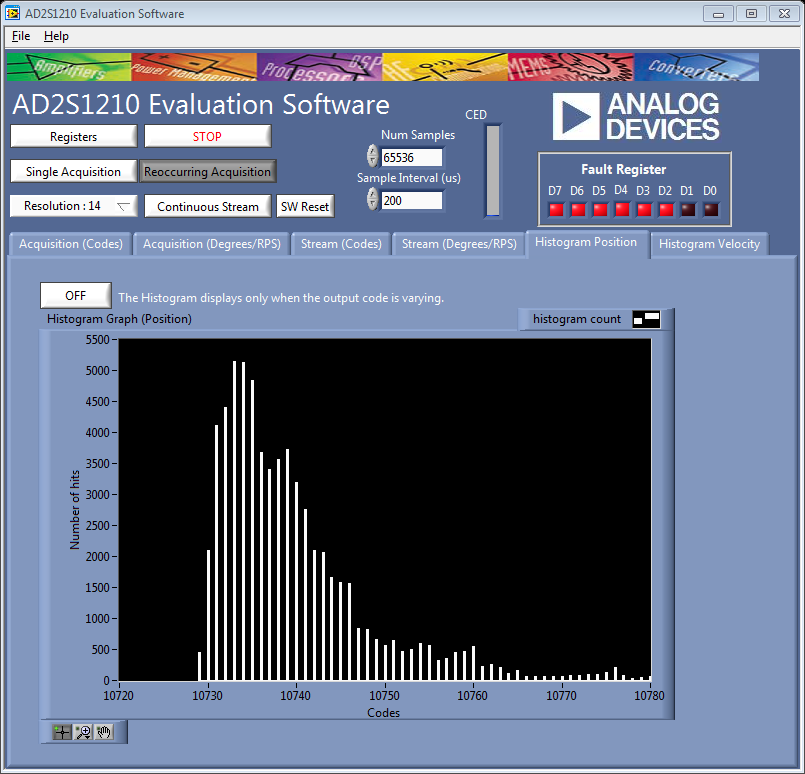 AD2S1210 Evaluation Software
File Help
Amplifiers Power Management Processors DSP MEMS Converters
AD2S1210 Evaluation Software
CED
ANALOG
DEVICES
Registers STOP
Num Samples
65536
Single Acquisition Reoccurring Acquisition
Sample Interval (us)
200
Resolution : 14 Continuous Stream SW Reset
Fault Register
D7 D6 D5 D4 D3 D2 D1 D0
Acquisition (Codes) Acquisition (Degrees/RPS) Stream (Codes) Stream (Degrees/RPS) Histogram Position Histogram Velocity
OFF The Histogram displays only when the output code is varying.
Histogram Graph (Position) histogram count
5500
5000
4500
4000
3500
3000
2500
2000
1500
1000
500
0
Number of hits
10720 10730 10740 10750 10760 10770 10780
Codes